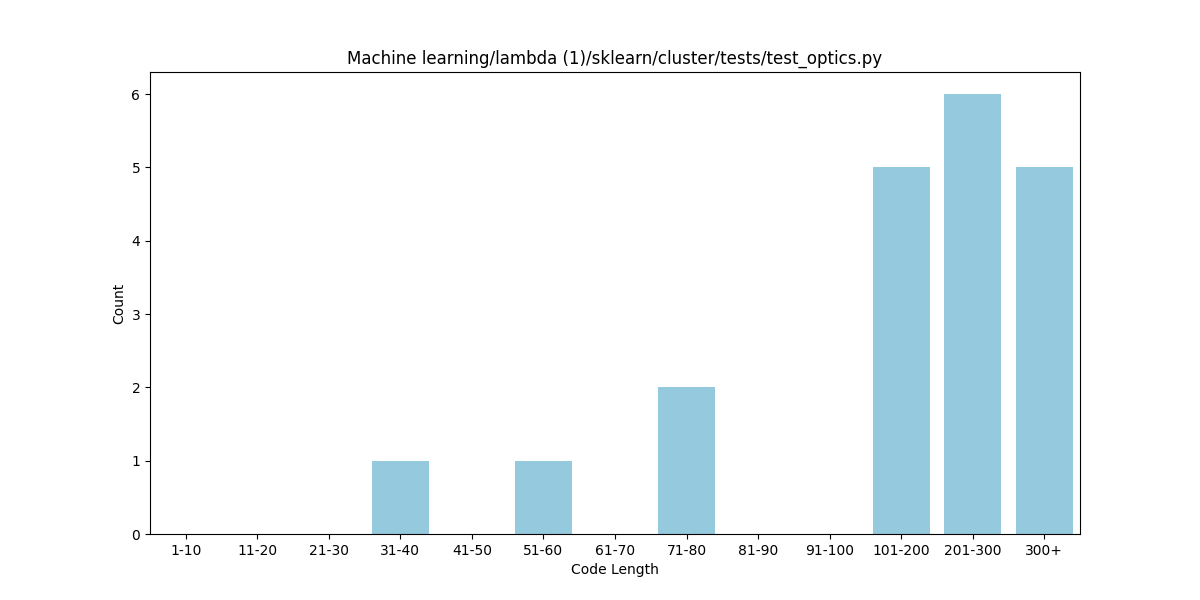 Machine learning/lambda (1)/sklearn/cluster/tests/test_optics.py
6
5
4
3
2
1
0
Count
1-10 11-20 21-30 31-40 41-50 51-60 61-70 71-80 81-90 91-100 101-200 201-300 300+
Code Length